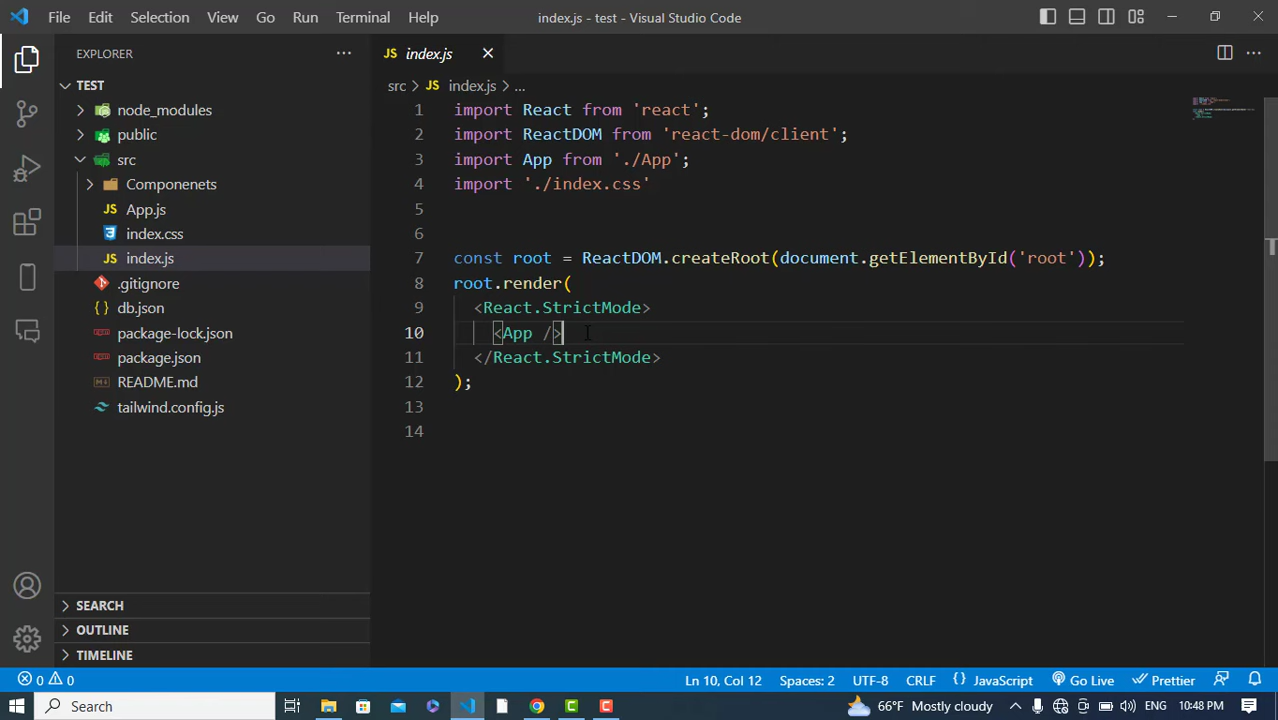 File Edit Selection View Go Run Terminal Help
index.js - test - Visual Studio Code
EXPLORER
TEST
node_modules
public
src
Componenets
JS App.js
index.css
JS index.js
.gitignore
{} db.json
package-lock.json
package.json
README.md
tailwind.config.js
SEARCH
OUTLINE
TIMELINE
JS index.js
src > JS index.js > ...
1 import React from 'react';
2 import ReactDOM from 'react-dom/client';
3 import App from './App';
4 import './index.css'
5
6
7 const root = ReactDOM.createRoot(document.getElementById('root'));
8 root.render(
9 <React.StrictMode>
10 <App />
11 </React.StrictMode>
12 );
13
14
0 0 Ln 10, Col 12 Spaces: 2 UTF-8 CRLF {} JavaScript Go Live Prettier
Search 66°F Mostly cloudy ENG 10:48 PM